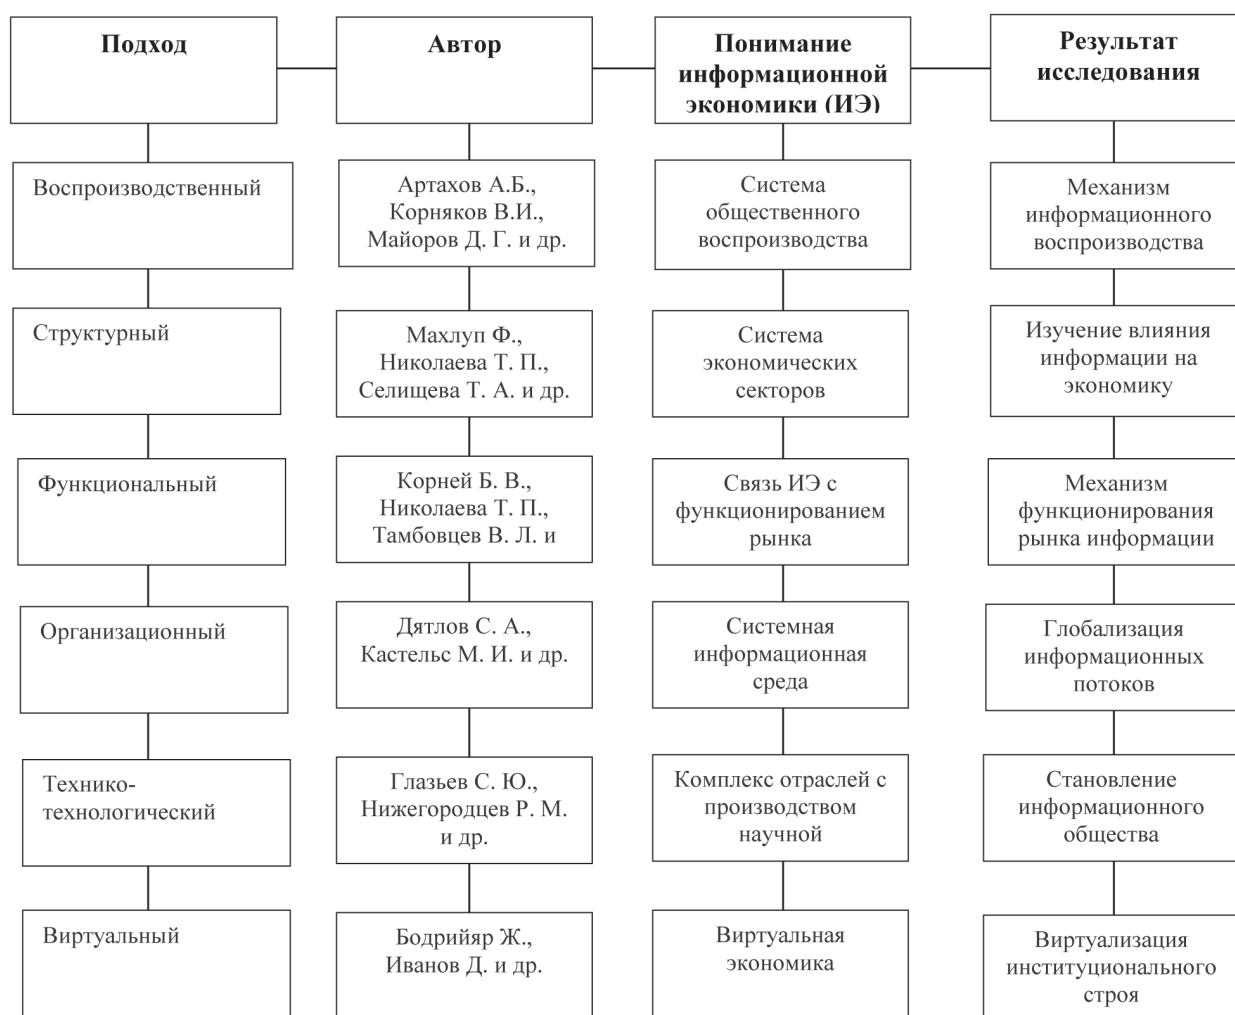 Подход
Автор
Понимание
информационной
экономики (ИЭ)
Результат
исследования
Воспроизводственный
Артахов А.Б.,
Корняков В.И.,
Майоров Д. Г. и др.
Система
общественного
воспроизводства
Механизм
информационного
воспроизводства
Структурный
Махлуп Ф.,
Николаева Т. П.,
Селищева Т. А. и др.
Система
экономических
секторов
Изучение влияния
информации на
экономику
Функциональный
Корней Б. В.,
Николаева Т. П.,
Тамбовцев В. Л. и
Связь ИЭ с
функционированием
рынка
Механизм
функционирования
рынка информации
Организационный
Дятлов С. А.,
Кастельс М. И. и др.
Системная
информационная
среда
Глобализация
информационных
потоков
Технико-
технологический
Глазьев С. Ю.,
Нижегородцев Р. М.
и др.
Комплекс отраслей с
производством
научной
Становление
информационного
общества
Виртуальный
Бодрийяр Ж.,
Иванов Д. и др.
Виртуальная
экономика
Виртуализация
институционального
строя